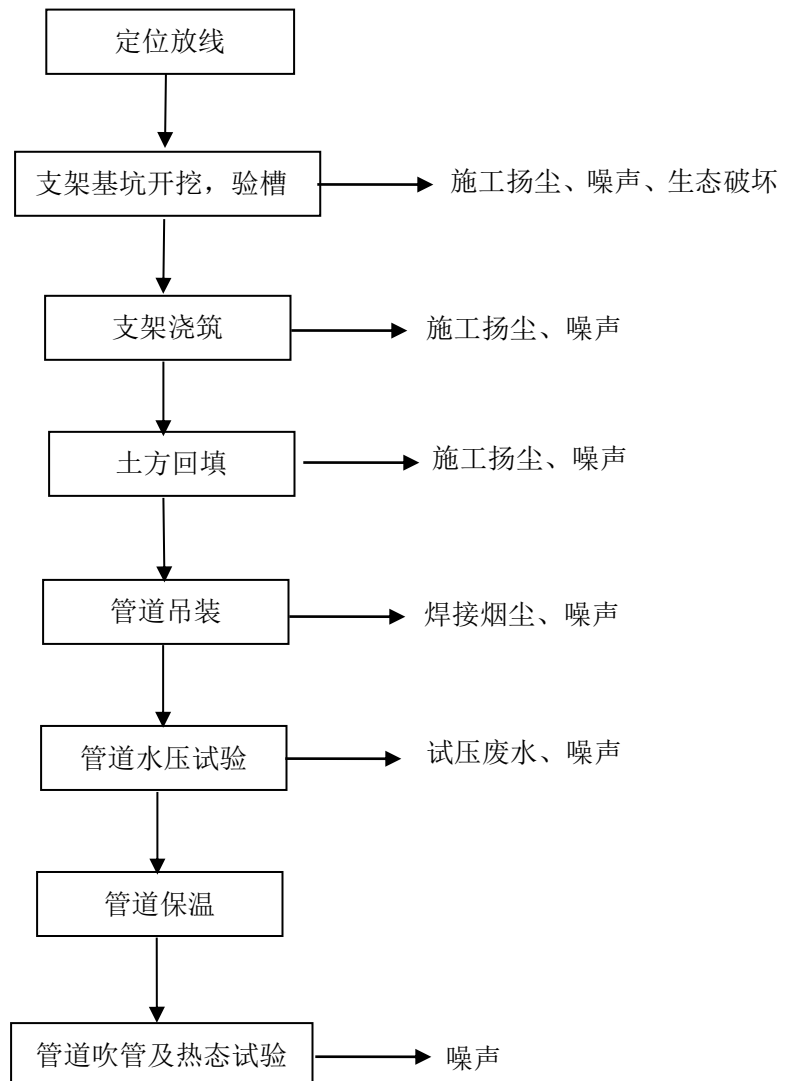 定位放线
支架基坑开挖，验槽
施工扬尘、噪声、生态破坏
支架浇筑
施工扬尘、噪声
土方回填
施工扬尘、噪声
管道吊装
焊接烟尘、噪声
管道水压试验
试压废水、噪声
管道保温
管道吹管及热态试验
噪声